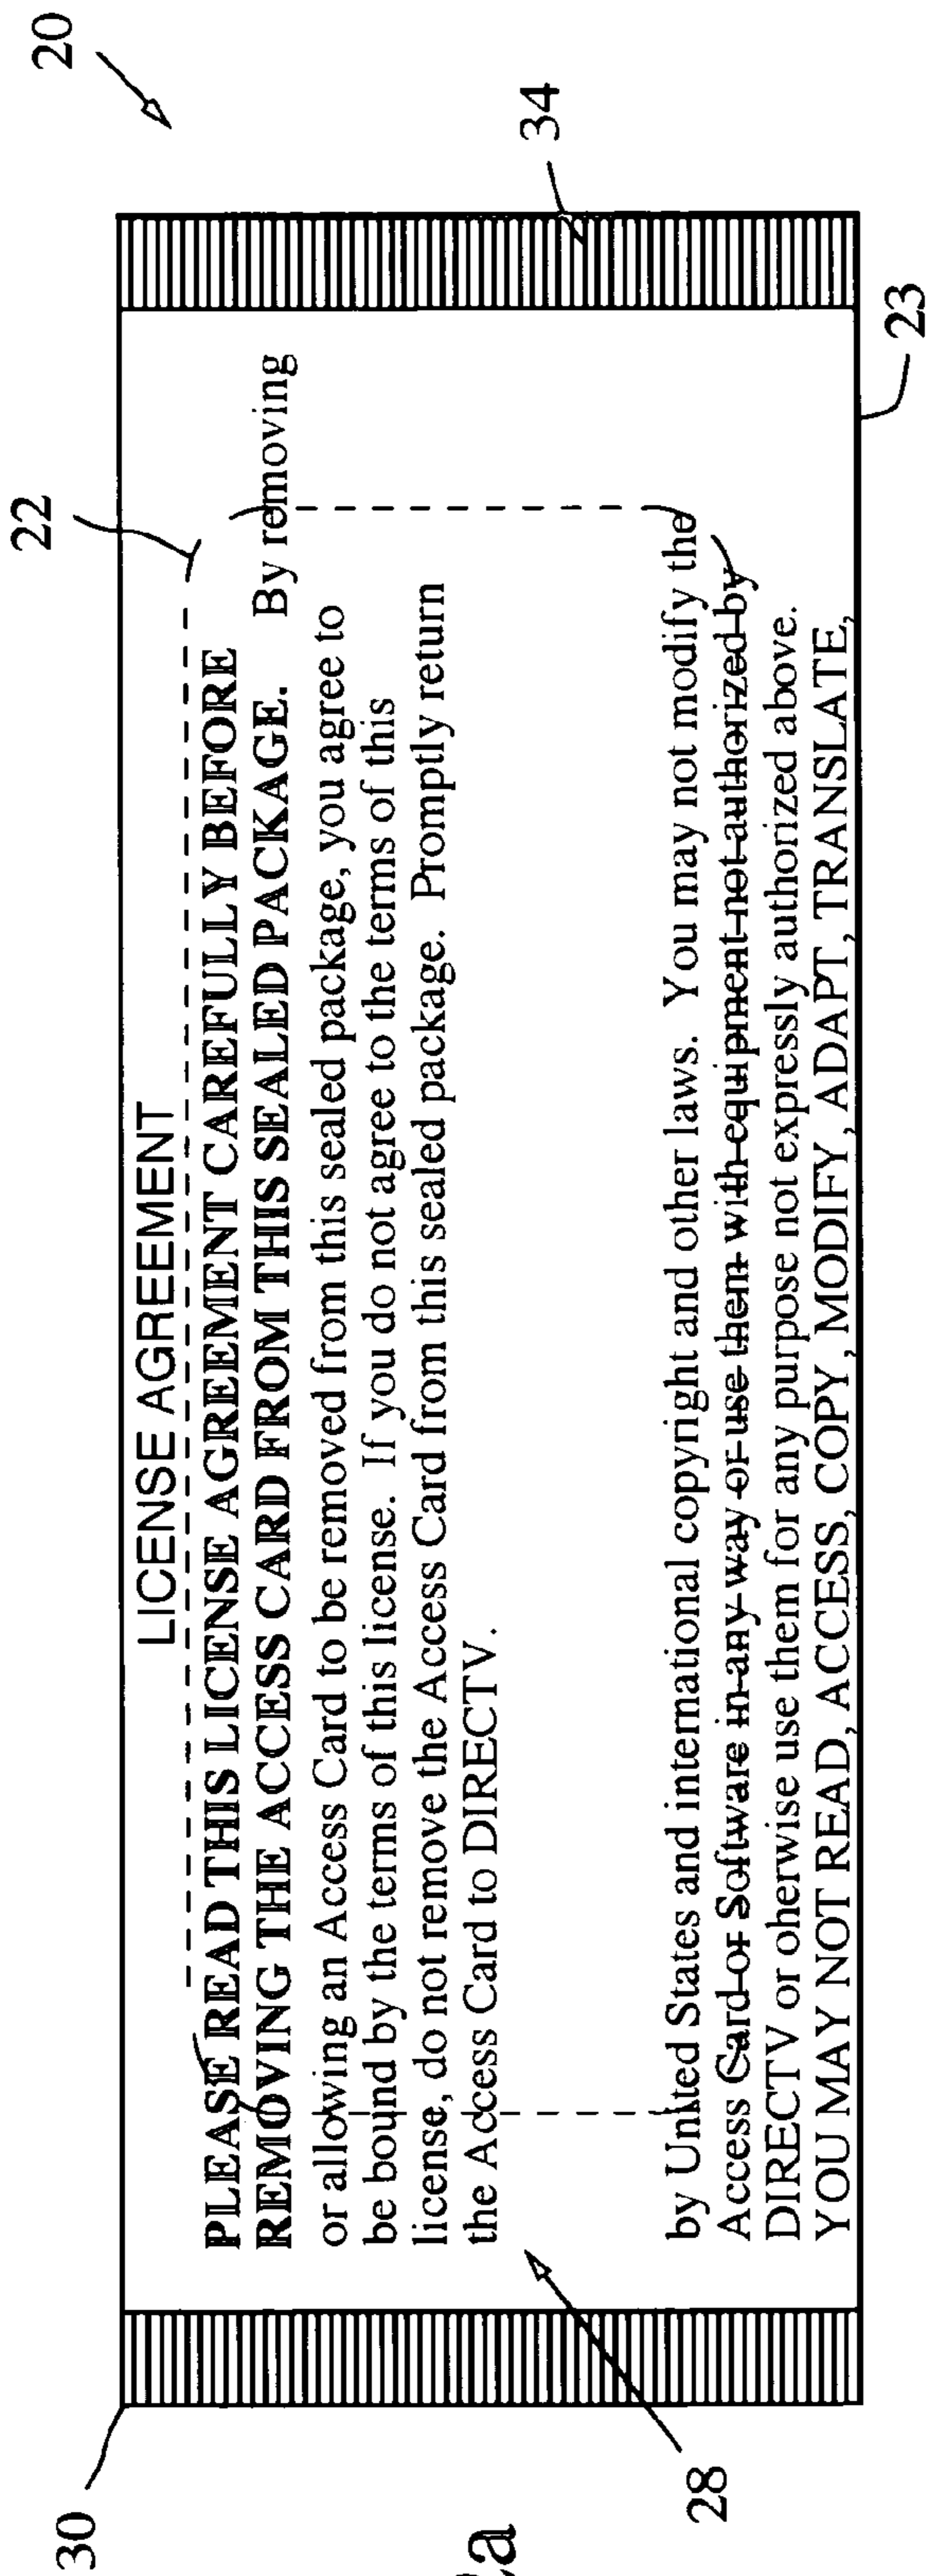 20
22
34
30
LICENSE AGREEMENT
PLEASE READ THIS LICENSE AGREEMENT CAREFULLY BEFORE
REMOVING THE ACCESS CARD FROM THIS SEALED PACKAGE. By removing
or allowing an Access Card to be removed from this sealed package, you agree to
be bound by the terms of this license. If you do not agree to the terms of this
license, do not remove the Access Card from this sealed package. Promptly return
the Access Card to DIRECTV.
by United States and international copyright and other laws. You may not modify the
Access Card or Software in any way or use them with equipment not authorized by
DIRECTV or oherwise use them for any purpose not expressly authorized above.
YOU MAY NOT READ, ACCESS, COPY, MODIFY, ADAPT, TRANSLATE,
28
23